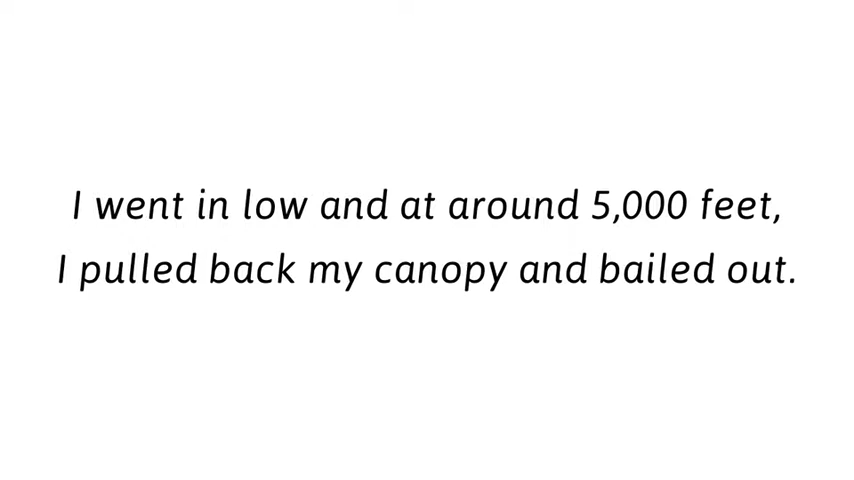 I went in low and at around 5,000 feet,
I pulled back my canopy and bailed out.